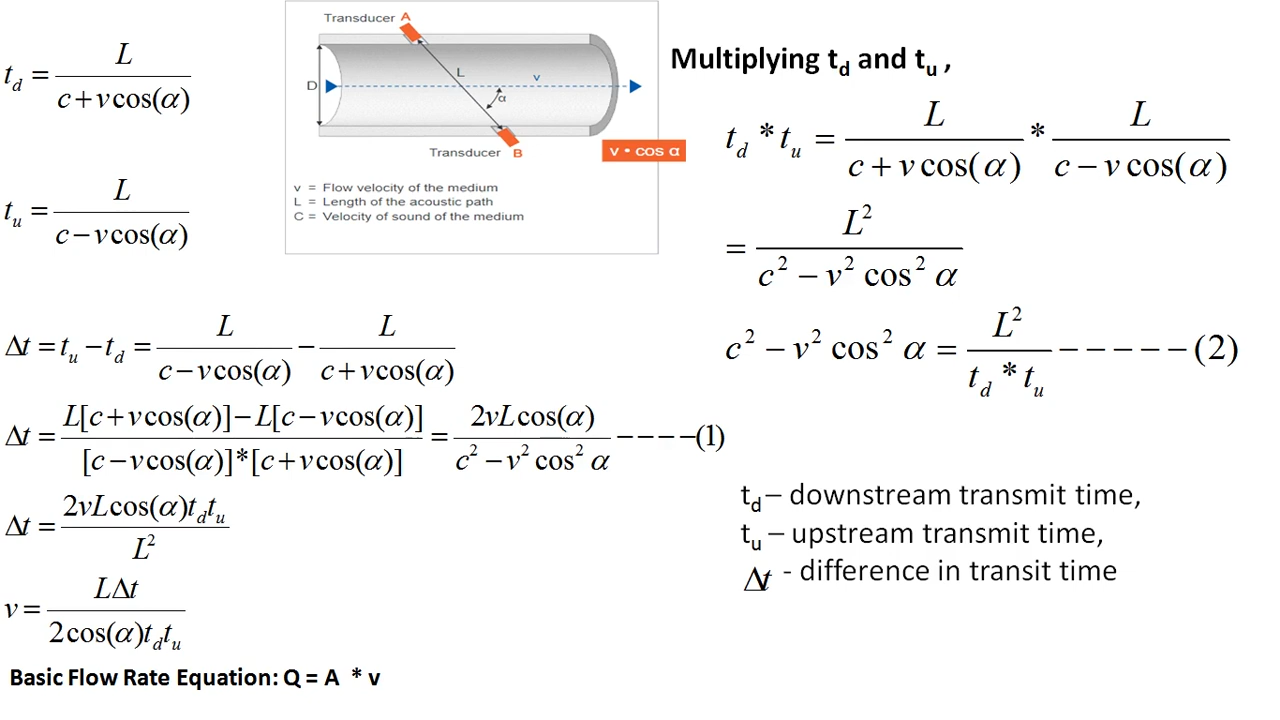 t_d = L / (c + v cos(α))
t_u = L / (c − v cos(α))
Transducer A
D
L
v
α
Transducer B
v • cos α
v = Flow velocity of the medium
L = Length of the acoustic path
C = Velocity of sound of the medium
Δt = t_u − t_d = L / (c − v cos(α)) − L / (c + v cos(α))
Δt = L[c + v cos(α)] − L[c − v cos(α)] / [c − v cos(α)] * [c + v cos(α)] = 2vL cos(α) / (c² − v² cos² α) ----(1)
Δt = 2vL cos(α) t_d t_u / L²
v = LΔt / 2cos(α) t_d t_u
Basic Flow Rate Equation: Q = A * v
Multiplying t_d and t_u ,
t_d * t_u = L / (c + v cos(α)) * L / (c − v cos(α))
= L² / (c² − v² cos² α)
c² − v² cos² α = L² / (t_d * t_u) −−−−−−(2)
t_d – downstream transmit time,
t_u – upstream transmit time,
Δt - difference in transit time